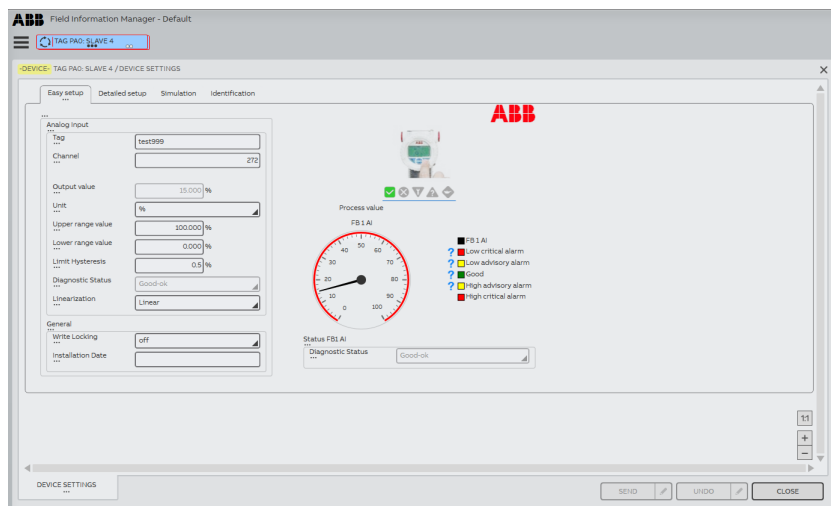 ABB Field Information Manager - Default
TAG PA0: SLAVE 4
-DEVICE- TAG PA0: SLAVE 4 / DEVICE SETTINGS
Easy setup Detailed setup Simulation Identification
ABB
Analog Input
Tag test999
Channel 272
Output value 15.000 %
Unit %
Upper range value 100.000 %
Lower range value 0.000 %
Limit Hysteresis 0.5 %
Diagnostic Status Good-ok
Linearization Linear
General
Write Locking off
Installation Date
Process value
FB 1 AI
0 10 20 30 40 50 60 70 80 90 100
FB 1 AI
? Low critical alarm
? Low advisory alarm
? Good
? High advisory alarm
High critical alarm
Status FB1 AI
Diagnostic Status Good-ok
1:1
+
-
DEVICE SETTINGS
SEND UNDO CLOSE